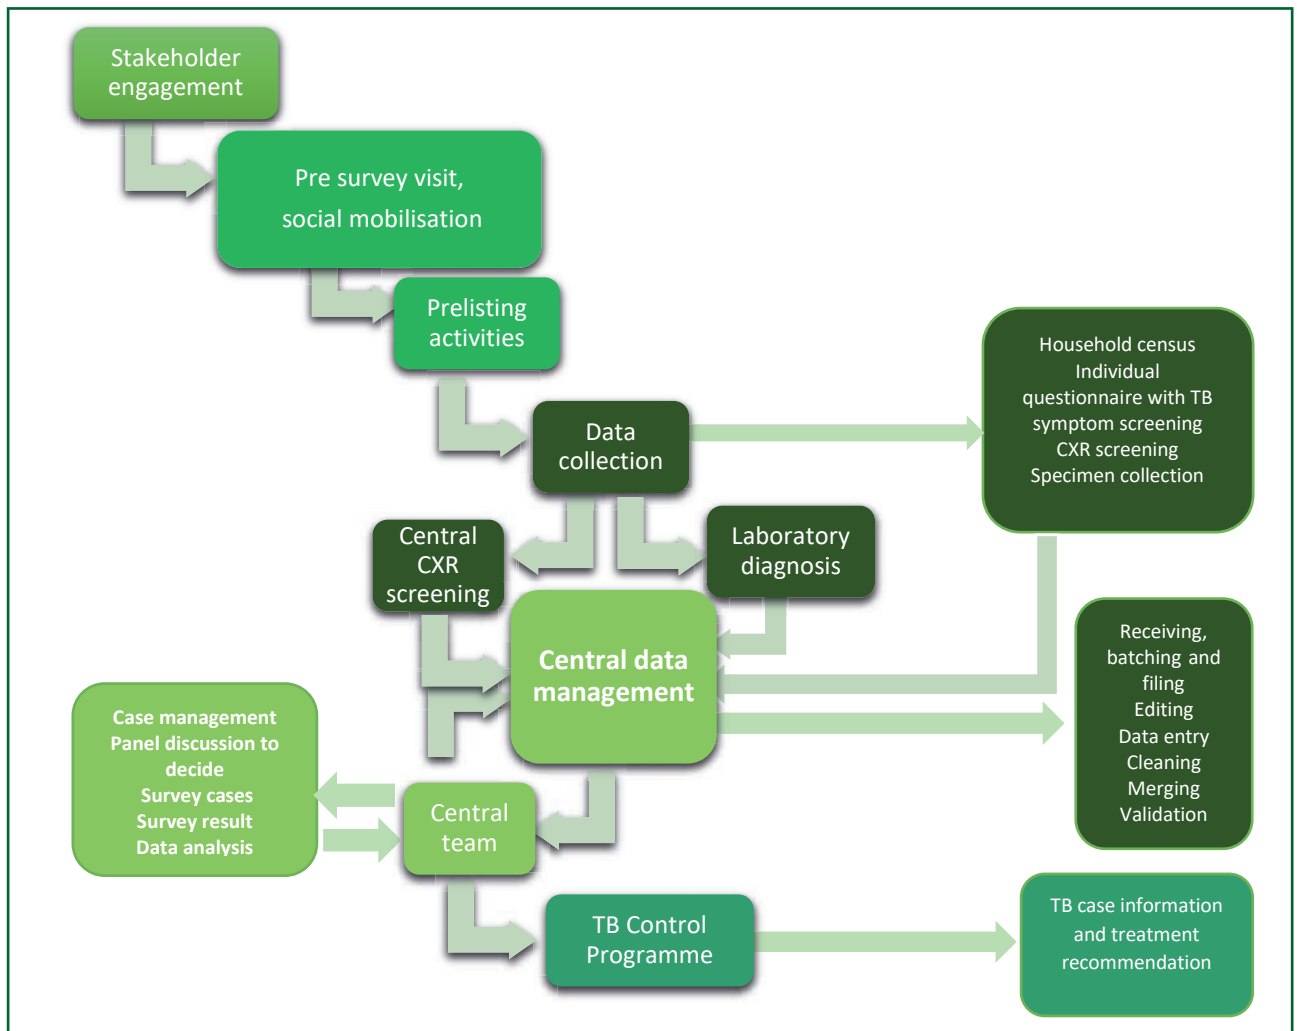 Stakeholder
engagement
Pre survey visit,
social mobilisation
Prelisting
activities
Data
collection
Household census
Individual
questionnaire with TB
symptom screening
CXR screening
Specimen collection
Central
CXR
screening
Laboratory
diagnosis
Central data
management
Receiving,
batching and
filing
Editing
Data entry
Cleaning
Merging
Validation
Case management
Panel discussion to
decide
Survey cases
Survey result
Data analysis
Central
team
TB Control
Programme
TB case information
and treatment
recommendation